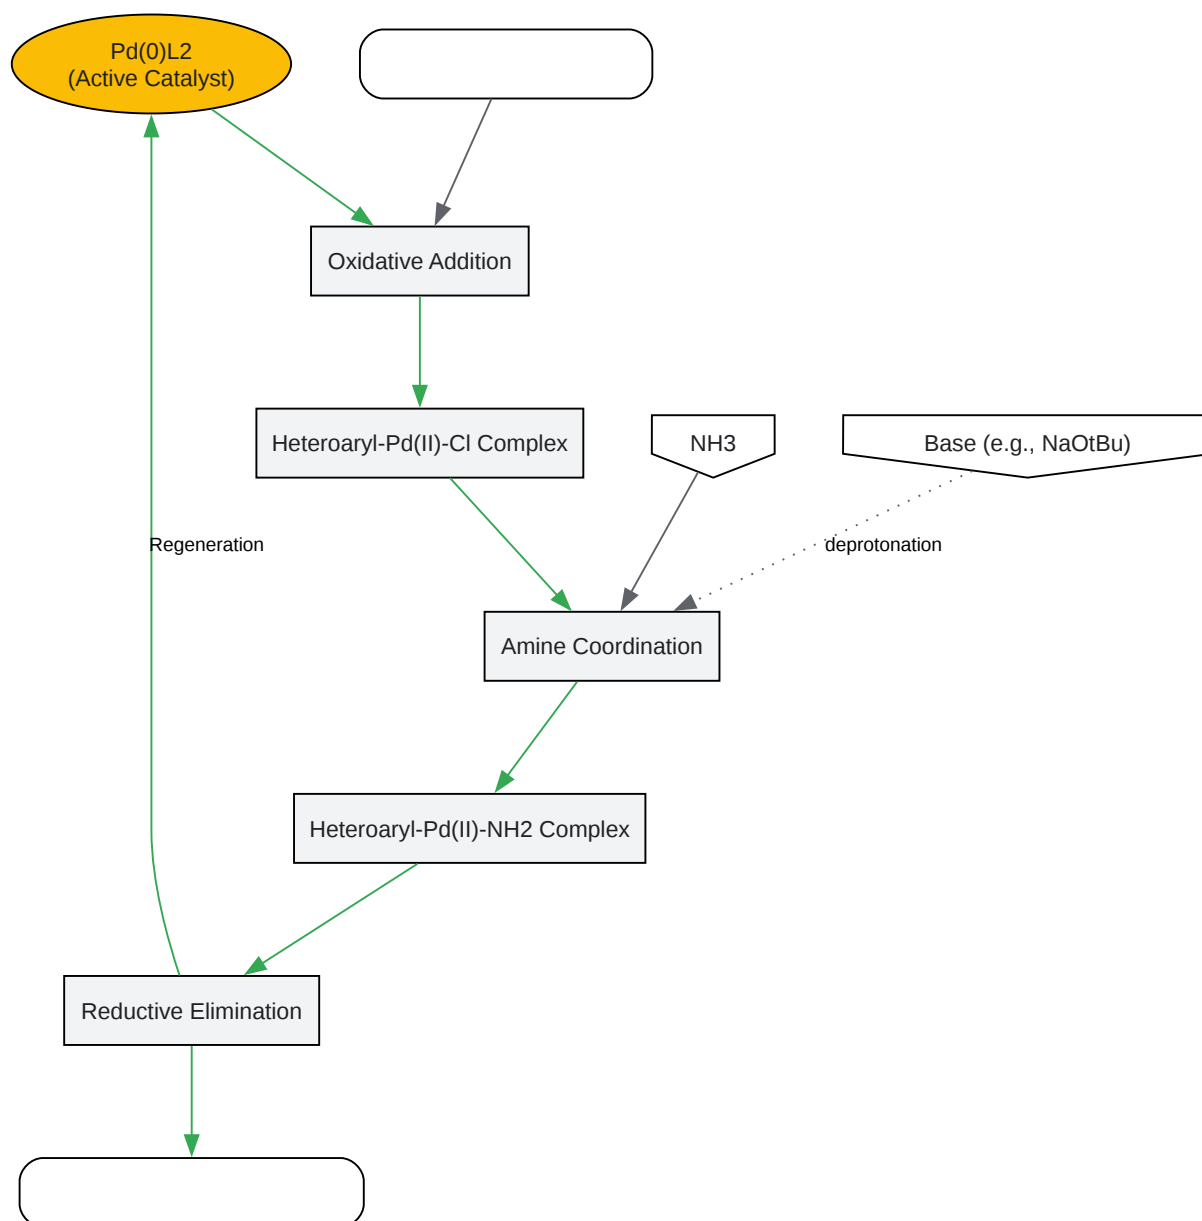 Pd(0)L2
(Active Catalyst)
Oxidative Addition
Heteroaryl-Pd(II)-Cl Complex
NH3
Base (e.g., NaOtBu)
Regeneration
deprotonation
Amine Coordination
Heteroaryl-Pd(II)-NH2 Complex
Reductive Elimination